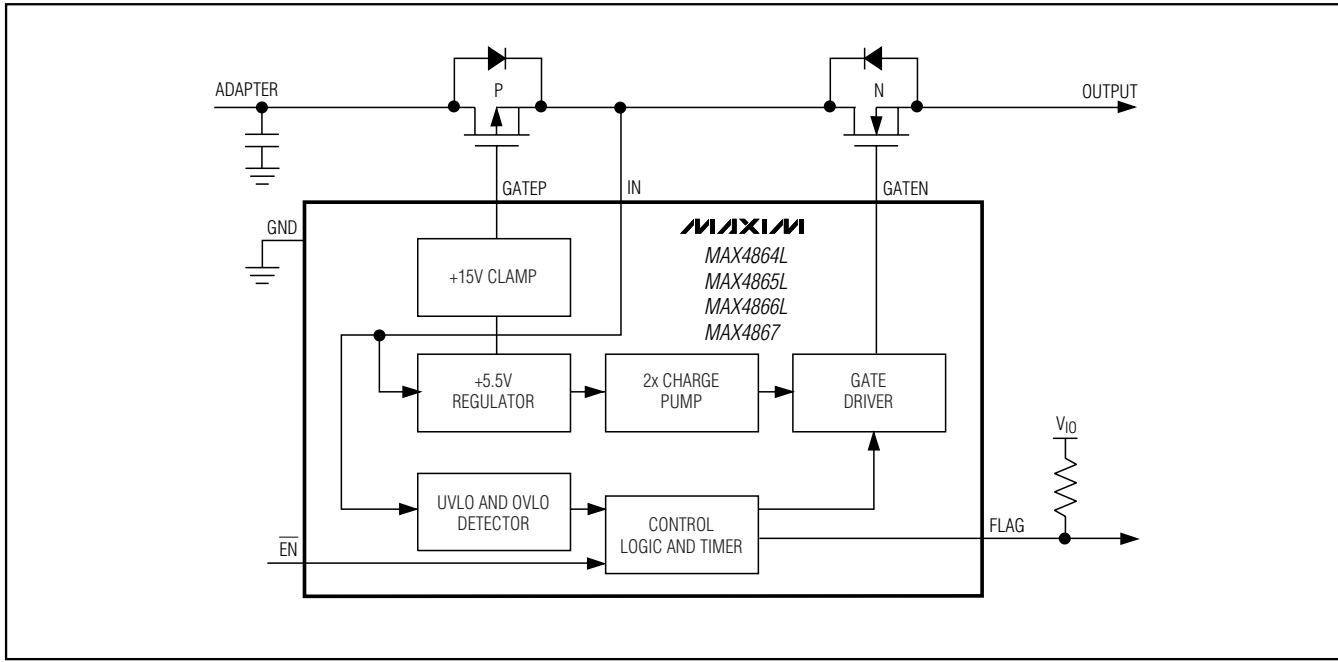 ADAPTER
P
N
OUTPUT
GATEP
IN
GATEN
GND
MAXIM
MAX4864L
MAX4865L
MAX4866L
MAX4867
+15V CLAMP
+5.5V
REGULATOR
2x CHARGE
PUMP
GATE
DRIVER
VIO
UVLO AND OVLO
DETECTOR
CONTROL
LOGIC AND TIMER
FLAG
EN